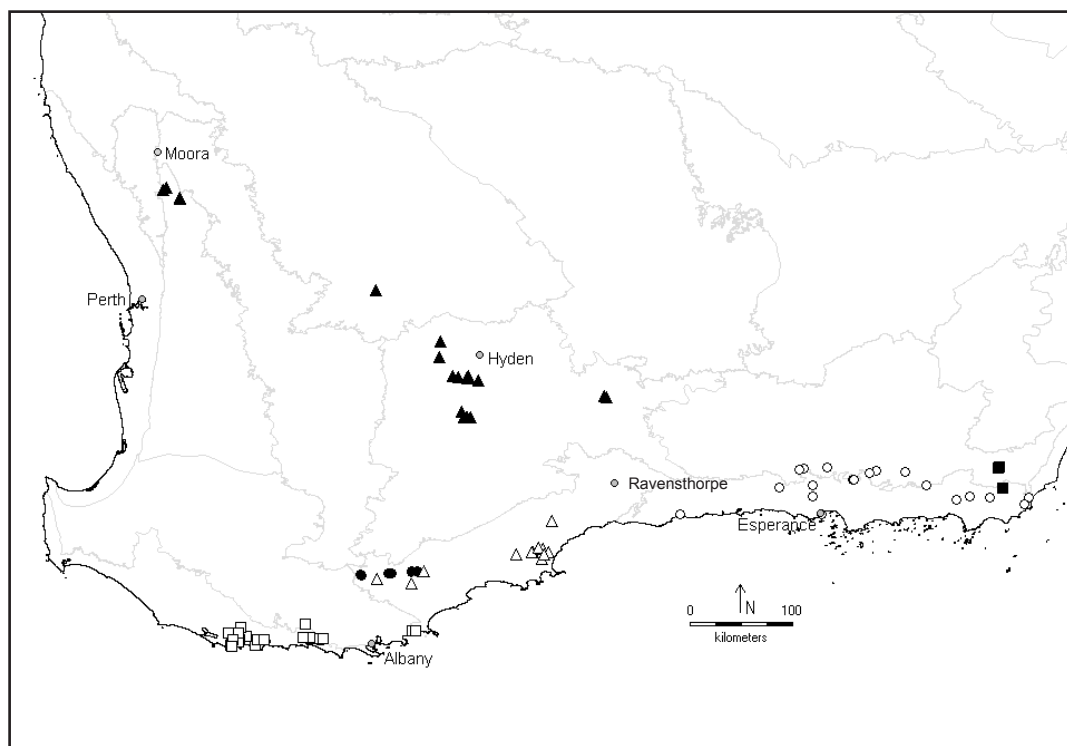 Moora
Perth
Hyden
Ravensthorpe
Esperance
N
0 100
kilometers
Albany